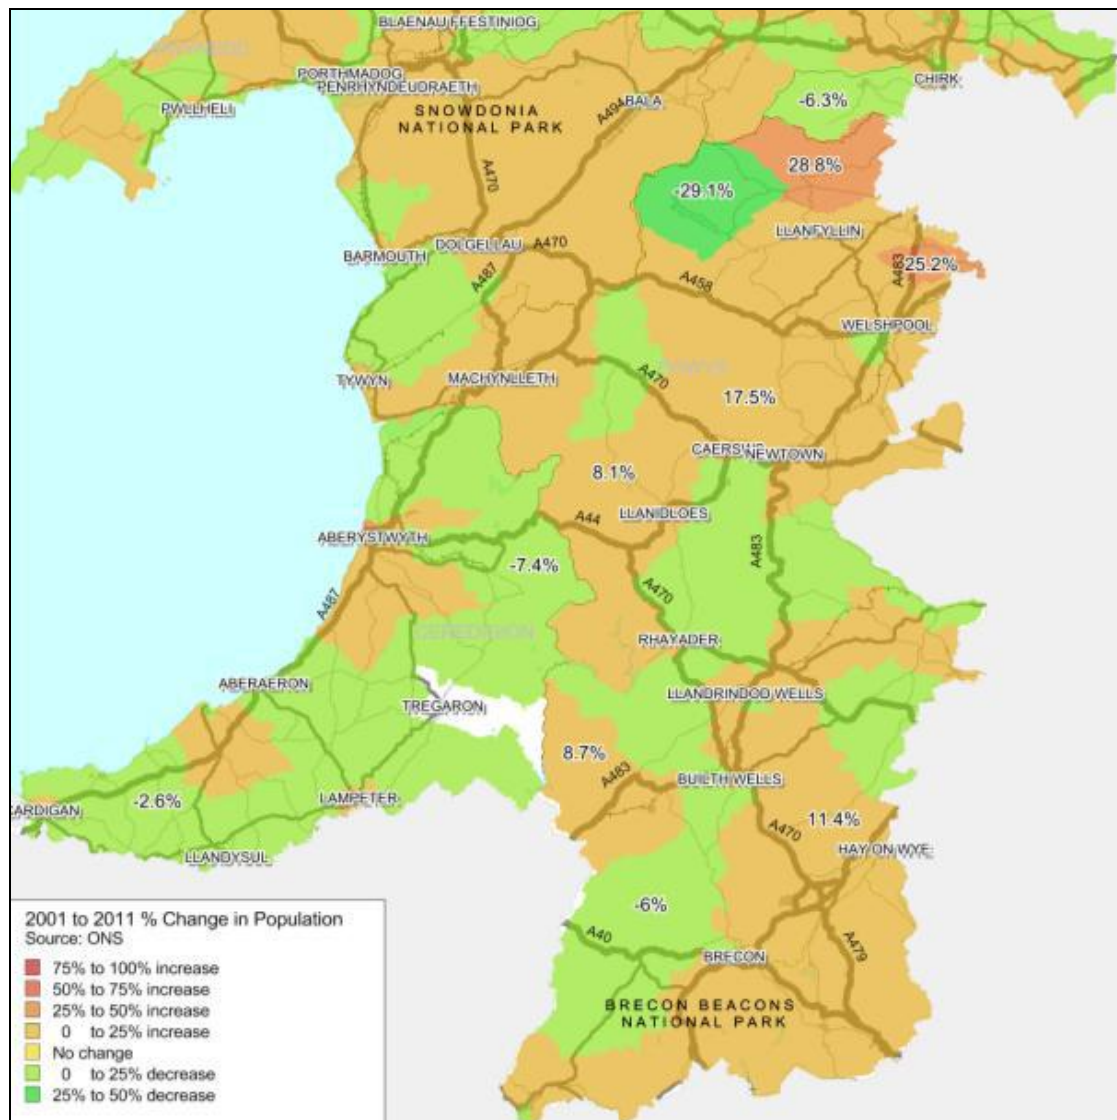 BLAENAU FFESTINIOG
PORTHMADOG
PENRHYNDEUDRAETH
CHIRK
PWLLHELI
SNOWDONIA
NATIONAL PARK
A494
BALA
-6.3%
A470
28.8%
-29.1%
LLANFYLLIN
DOLGELLAU
A470
BARMOUTH
A487
A458
A483
25.2%
WELSHPOOL
TYWYN
MACHYNLLETH
A470
17.5%
CAERSWS
NEWTOWN
8.1%
LLANIDLOES
A44
ABERYSTWYTH
-7.4%
A483
A470
A487
CEREDIGION
RHAYADER
ABERAERON
LLANDRINDOD WELLS
TREGARON
8.7%
A483
BUILTH WELLS
-2.6%
LAMPETER
CARDIGAN
11.4%
A470
LLANDYSUL
HAY ON WYE
-6%
A40
A479
BRECON
BRECON BEACONS
NATIONAL PARK
2001 to 2011 % Change in Population
Source: ONS
75% to 100% increase
50% to 75% increase
25% to 50% increase
0 to 25% increase
No change
0 to 25% decrease
25% to 50% decrease